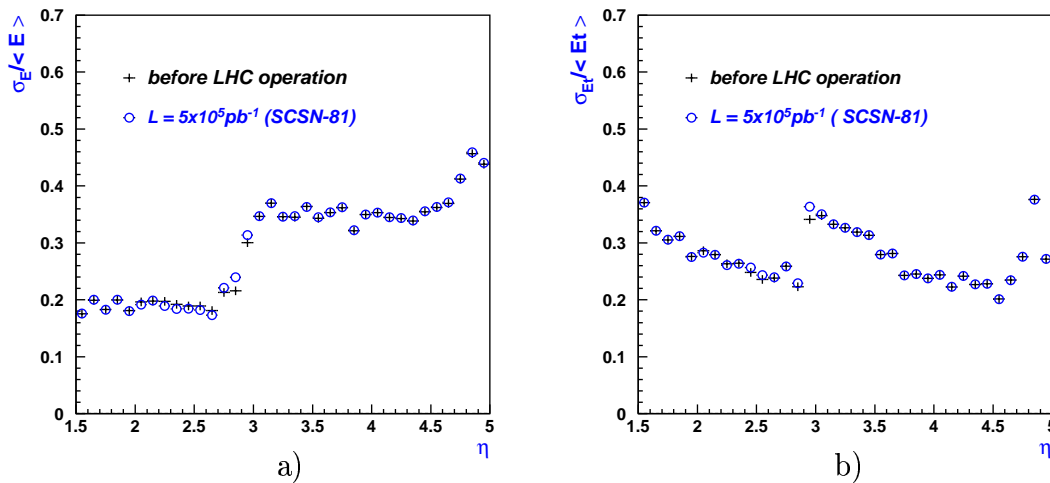 σE/< E >
0.7
0.6
0.5
0.4
0.3
0.2
0.1
0
before LHC operation
L = 5x10⁵pb⁻¹ (SCSN-81)
1.5 2 2.5 3 3.5 4 4.5 5
η
a)
σEt/< Et >
0.7
0.6
0.5
0.4
0.3
0.2
0.1
0
before LHC operation
L = 5x10⁵pb⁻¹ ( SCSN-81)
1.5 2 2.5 3 3.5 4 4.5 5
η
b)